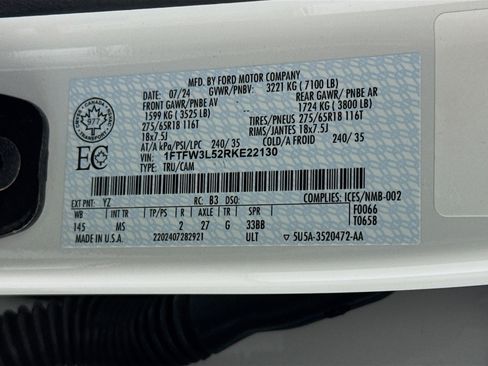 MFD. BY FORD MOTOR COMPANY
DATE: 07/24 GVWR/PNBV: 3221 KG ( 7100 LB)
FRONT GAWR/PNBE AV REAR GAWR/ PNBE AR
1599 KG ( 3525 LB) 1724 KG ( 3800 LB)
275/65R18 116T TIRES/PNEUS 275/65R18 116T
18x7.5J RIMS/JANTES 18x7.5J
AT/A kPa/PSI/LPC 240/ 35 COLD/A FROID 240/ 35
VIN: 1FTFW3L52RKE22130
TYPE: TRU/CAM
COMPLIES: ICES/NMB-002
EXT PNT: YZ RC: B3 DSO: F0066
WB INT TR TP/PS R AXLE TR SPR T0658
145 MS 2 27 G 33BB
MADE IN U.S.A. 2202407282921 ULT ▽ 5U5A-3520472-AA
CANADA
977
EC